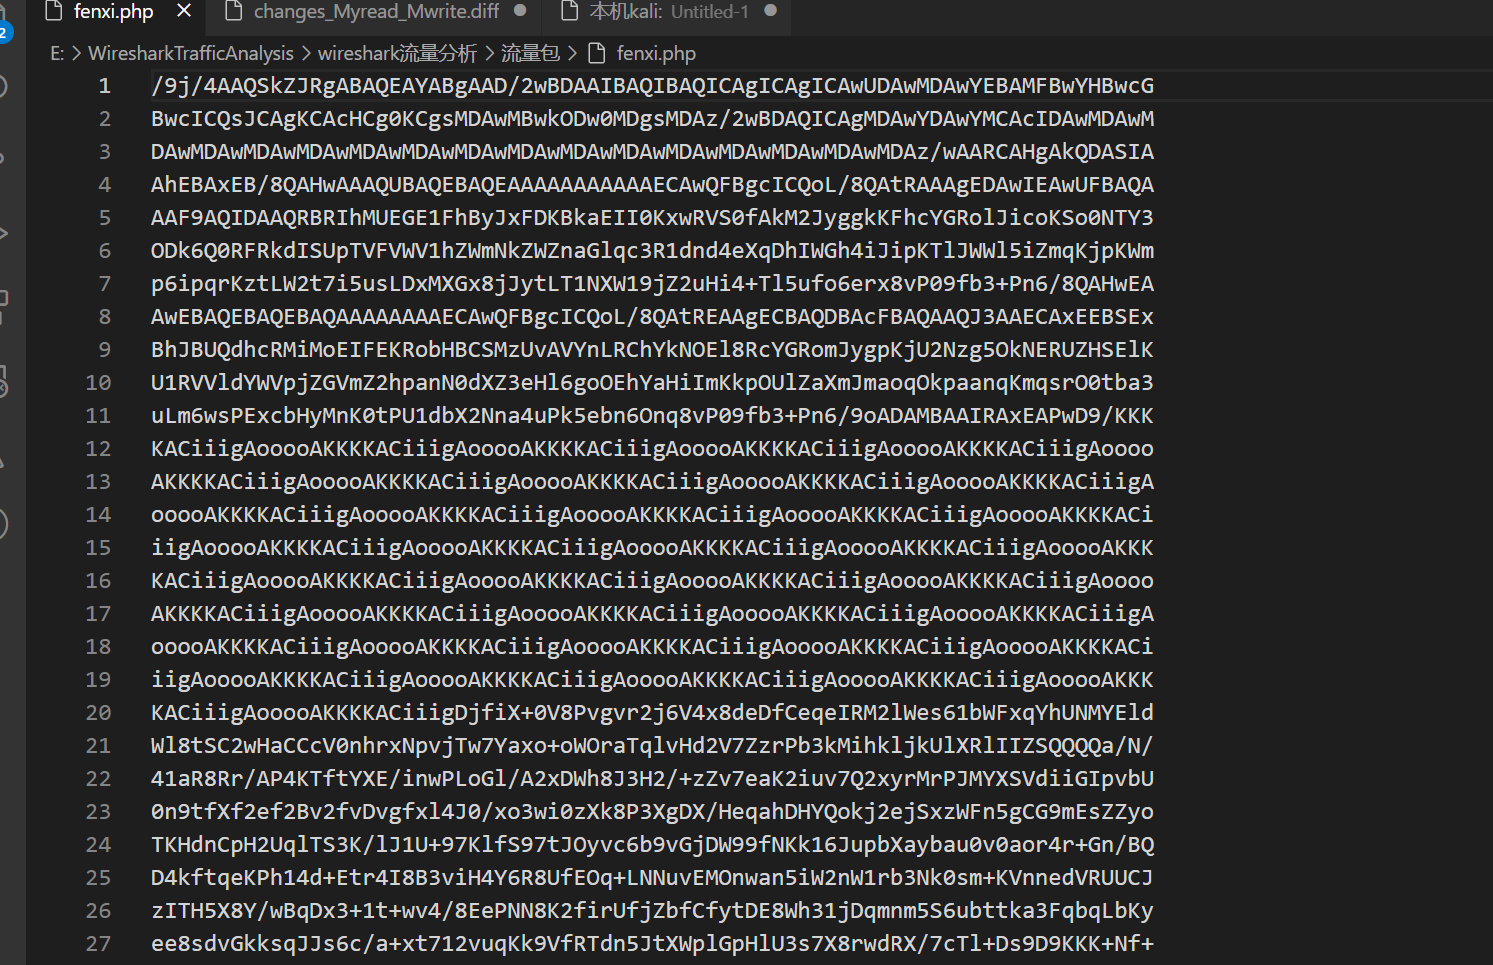 fenxi.php × changes_Myread_Mwrite.diff ● 本机kali: Untitled-1 ●
2
E: > WiresharkTrafficAnalysis > wireshark流量分析 > 流量包 > fenxi.php
1 /9j/4AAQSkZJRgABAQEAYABgAAD/2wBDAAIBAQIBAQICAgICAgICAwUDAwMDAwYEBAMFBwYHBwcG
2 BwcICQsJCAgKCAcHCg0KCgsMDAwMBwkODw0MDgsMDAz/2wBDAQICAgMDAwYDAwYMCAcIDAwMDAwM
3 DAwMDAwMDAwMDAwMDAwMDAwMDAwMDAwMDAwMDAwMDAwMDAwMDAwMDAwMDAz/wAARCAHgAkQDASIA
4 AhEBAxEB/8QAHwAAAQUBAQEBAQEAAAAAAAAAAAECAwQFBgcICQoL/8QAtRAAAgEDAwIEAwUFBAQA
5 AAF9AQIDAAQRBRIhMUEGE1FhByJxFDKBkaEII0KxwRVS0fAkM2JyggkKFhcYGRolJicoKSo0NTY3
6 ODk6Q0RFRkdISUpTVFVWV1hZWmNkZWZnaGlqc3R1dnd4eXqDhIWGh4iJipKTlJWWl5iZmqKjpKWm
7 p6ipqrKztLW2t7i5usLDxMXGx8jJytLT1NXW19jZ2uHi4+Tl5ufo6erx8vP09fb3+Pn6/8QAHwEA
8 AwEBAQEBAQEBAQAAAAAAAAECAwQFBgcICQoL/8QAtREAAgECBAQDBAcFBAQAAQJ3AAECAxEEBSEx
9 BhJBUQdhcRMiMoEIFEKRobHBCSMzUvAVYnLRChYkNOEl8RcYGRomJygpKjU2Nzg5OkNERUZHSElK
10 U1RVVldYWVpjZGVmZ2hpanN0dXZ3eHl6goOEhYaHiImKkpOUlZaXmJmaoqOkpaanqKmqsrO0tba3
11 uLm6wsPExcbHyMnK0tPU1dbX2Nna4uPk5ebn6Onq8vP09fb3+Pn6/9oADAMBAAIRAxEAPwD9/KKK
12 KACiiigAooooAKKKKACiiigAooooAKKKKACiiigAooooAKKKKACiiigAooooAKKKKACiiigAoooo
13 AKKKKACiiigAooooAKKKKACiiigAooooAKKKKACiiigAooooAKKKKACiiigAooooAKKKKACiiigA
14 ooooAKKKKACiiigAooooAKKKKACiiigAooooAKKKKACiiigAooooAKKKKACiiigAooooAKKKKACi
15 iigAooooAKKKKACiiigAooooAKKKKACiiigAooooAKKKKACiiigAooooAKKKKACiiigAooooAKKK
16 KACiiigAooooAKKKKACiiigAooooAKKKKACiiigAooooAKKKKACiiigAooooAKKKKACiiigAoooo
17 AKKKKACiiigAooooAKKKKACiiigAooooAKKKKACiiigAooooAKKKKACiiigAooooAKKKKACiiigA
18 ooooAKKKKACiiigAooooAKKKKACiiigAooooAKKKKACiiigAooooAKKKKACiiigAooooAKKKKACi
19 iigAooooAKKKKACiiigAooooAKKKKACiiigAooooAKKKKACiiigAooooAKKKKACiiigAooooAKKK
20 KACiiigAooooAKKKKACiiigDjfiX+0V8Pvgvr2j6V4x8deDfCeqeIRM2lWes61bWFxqYhUNMYEld
21 Wl8tSC2wHaCCcV0nhrxNpvjTw7Yaxo+oWOraTqlvHd2V7ZzrPb3kMihkljkUlXRlIIZSQQQQa/N/
22 41aR8Rr/AP4KTftYXE/inwPLoGl/A2xDWh8J3H2/+zZv7eaK2iuv7Q2xyrMrPJMYXSVdiiGIpvbU
23 0n9tfXf2ef2Bv2fvDvgfxl4J0/xo3wi0zXk8P3XgDX/HeqahDHYQokj2ejSxzWFn5gCG9mEsZZyo
24 TKHdnCpH2UqlTS3K/lJ1U+97KlfS97tJOyvc6b9vGjDW99fNKk16JupbXaybau0v0aor4r+Gn/BQ
25 D4kftqeKPh14d+Etr4I8B3viH4Y6R8UfEOq+LNNuvEMOnwan5iW2nW1rb3Nk0sm+KVnnedVRUUCJ
26 zITH5X8Y/wBqDx3+1t+wv4/8EePNN8K2firUfjZbfCfytDE8Wh31jDqmnm5S6ubttka3FqbqLbKy
27 ee8sdvGkksqJJs6c/a+xt712vuqKk9VfRTdn5JtXWplGpHlU3s7X8rwdRX/7cTl+Ds9D9KKK+Nf+